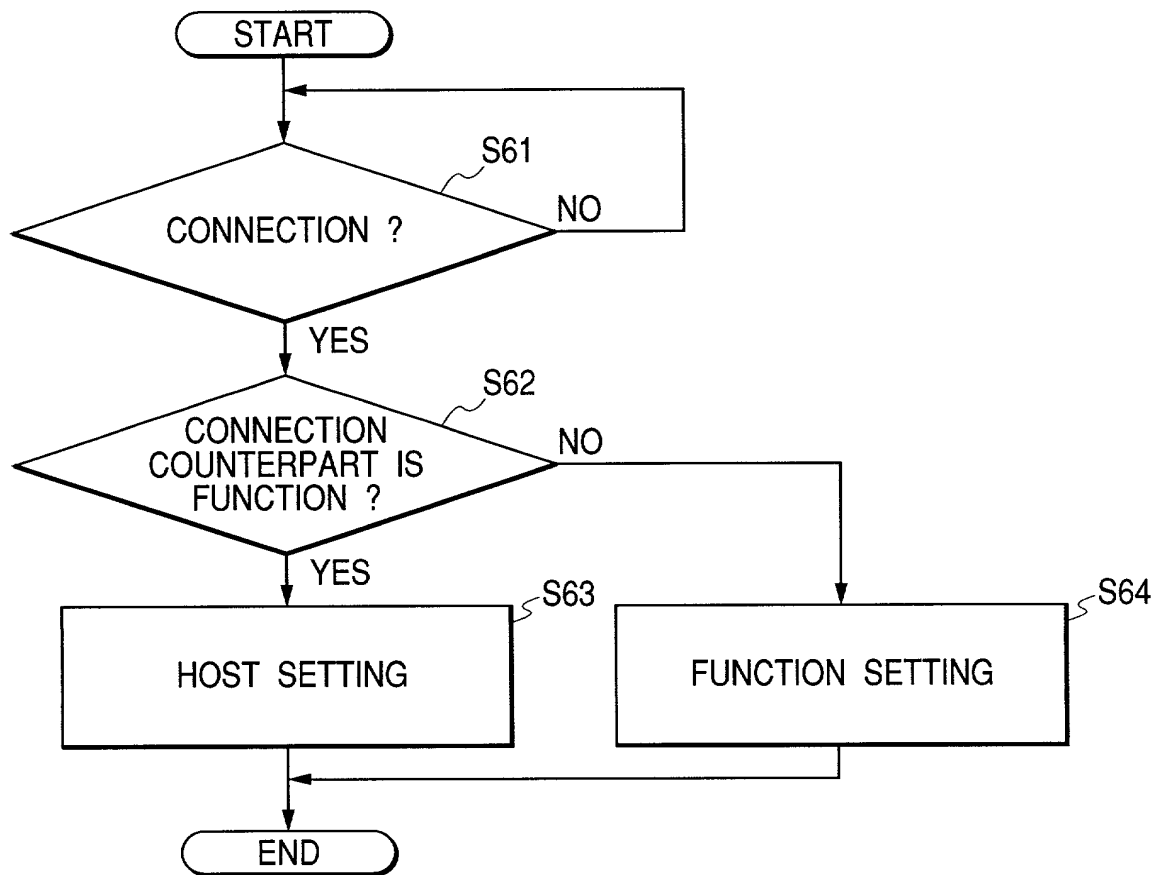 START
S61
CONNECTION ?
NO
YES
S62
CONNECTION
COUNTERPART IS
FUNCTION ?
NO
YES
S63
HOST SETTING
S64
FUNCTION SETTING
END